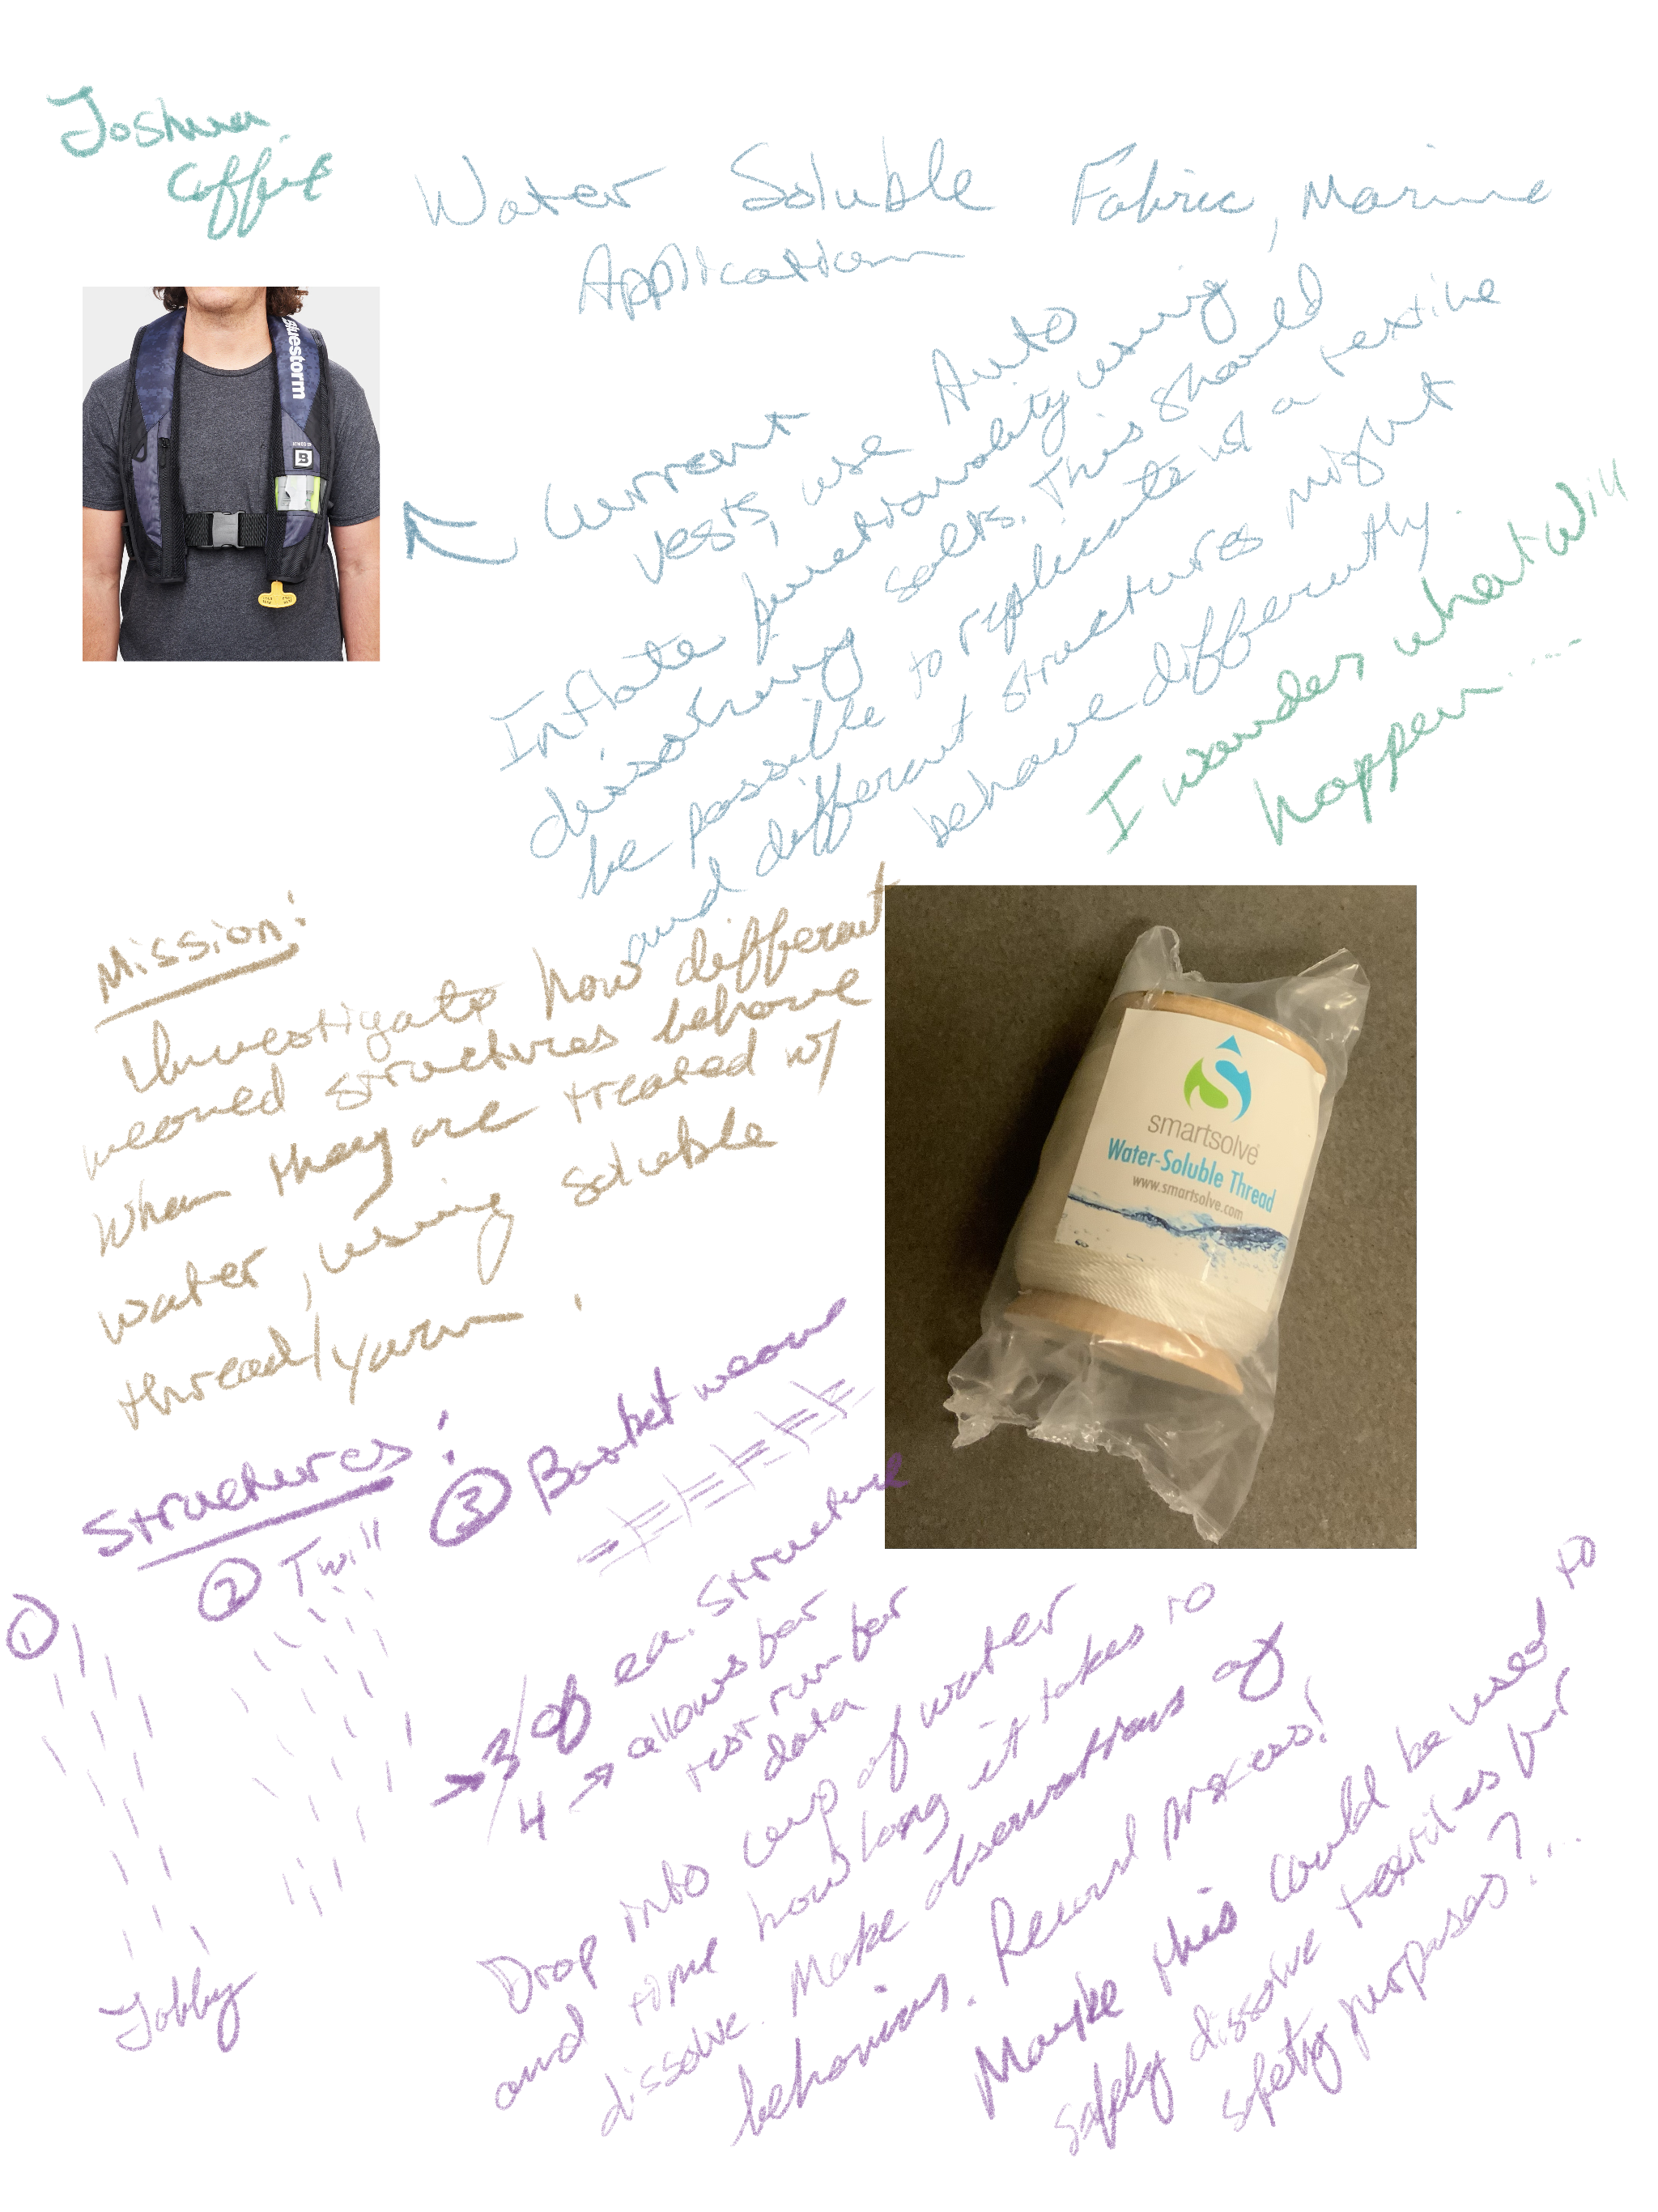 Joshua
Coffit
Water Soluble Fabric, Marine
Application
bluestorm
B
Current Auto
vests, use
Inflate functionality using
dissolving salts. This should
be possible to replicate w/ a textile
and different structures might
behave differently.
I wonder what will
happen....
Mission:
Investigate how different
weaved structures behave
when they are treated w/
water, using soluble
thread/yarn.
smartsolve
Water-Soluble Thread
www.smartsolve.com
Structures:
①
② Twill
③ Basket weave
Tabby
→ 3/4 of ea. structure
→ allows for
test run for
data
Drop into cup of water
and time how long it takes to
dissolve. Make observations of
behaviors. Record process!
Maybe this could be used to
safely dissolve textiles for
safety purposes?...